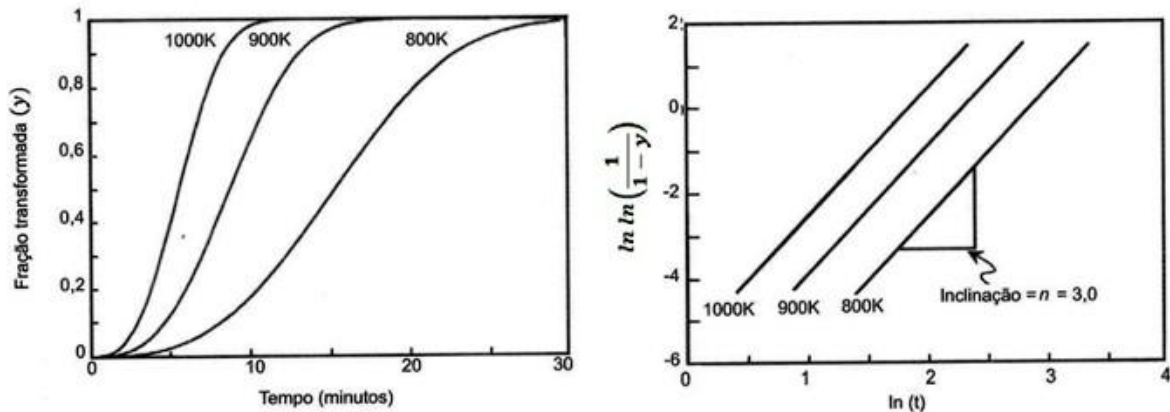 1
0,8
0,6
0,4
0,2
0
Fração transformada (y)
1000K
900K
800K
0
10
20
30
Tempo (minutos)
2
0
-2
-4
-6
ln ln (1/1 − y)
1000K
900K
800K
Inclinação = n = 3,0
0
1
2
3
4
ln (t)